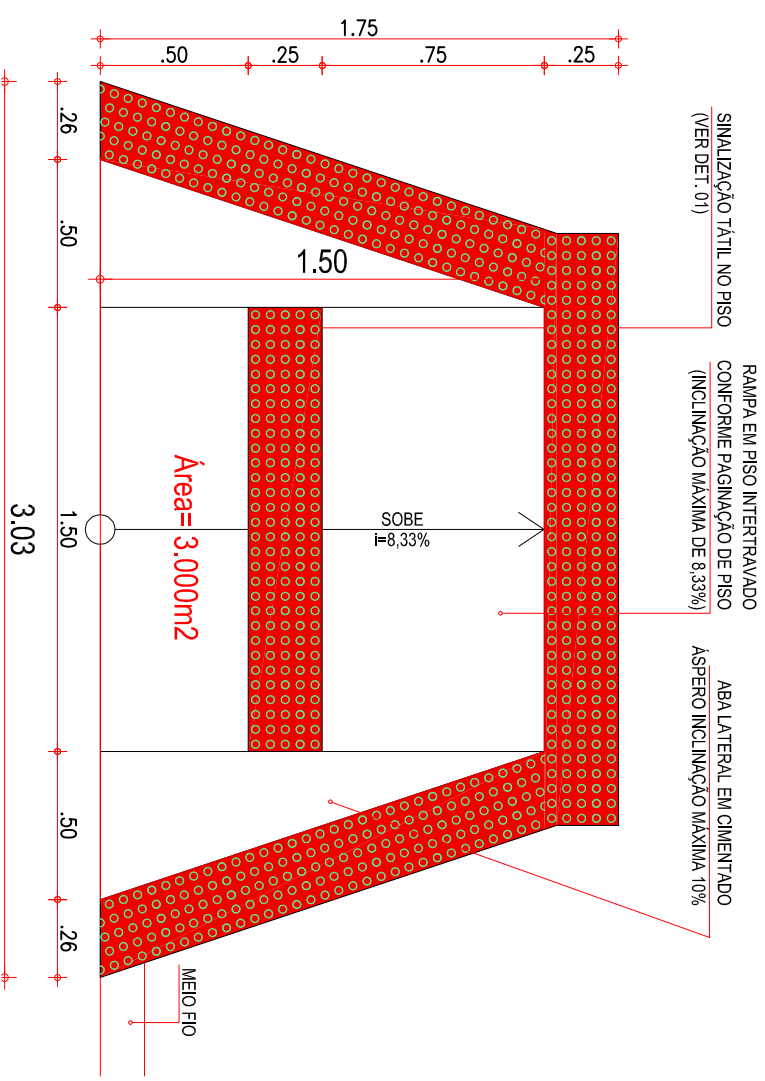 1.75
.50
.25
.75
.25
SINALIZAÇÃO TÁTIL NO PISO
(VER DET. 01)
RAMPA EM PISO INTERTRAVADO
CONFORME PAGINAÇÃO DE PISO
(INCLINAÇÃO MÁXIMA DE 8,33%)
ABA LATERAL EM CIMENTADO
ÁSPERO INCLINAÇÃO MÁXIMA 10%
1.50
SOBE
i=8,33%
Área= 3.000m2
MEIO FIO
.26
.50
1.50
.50
.26
3.03